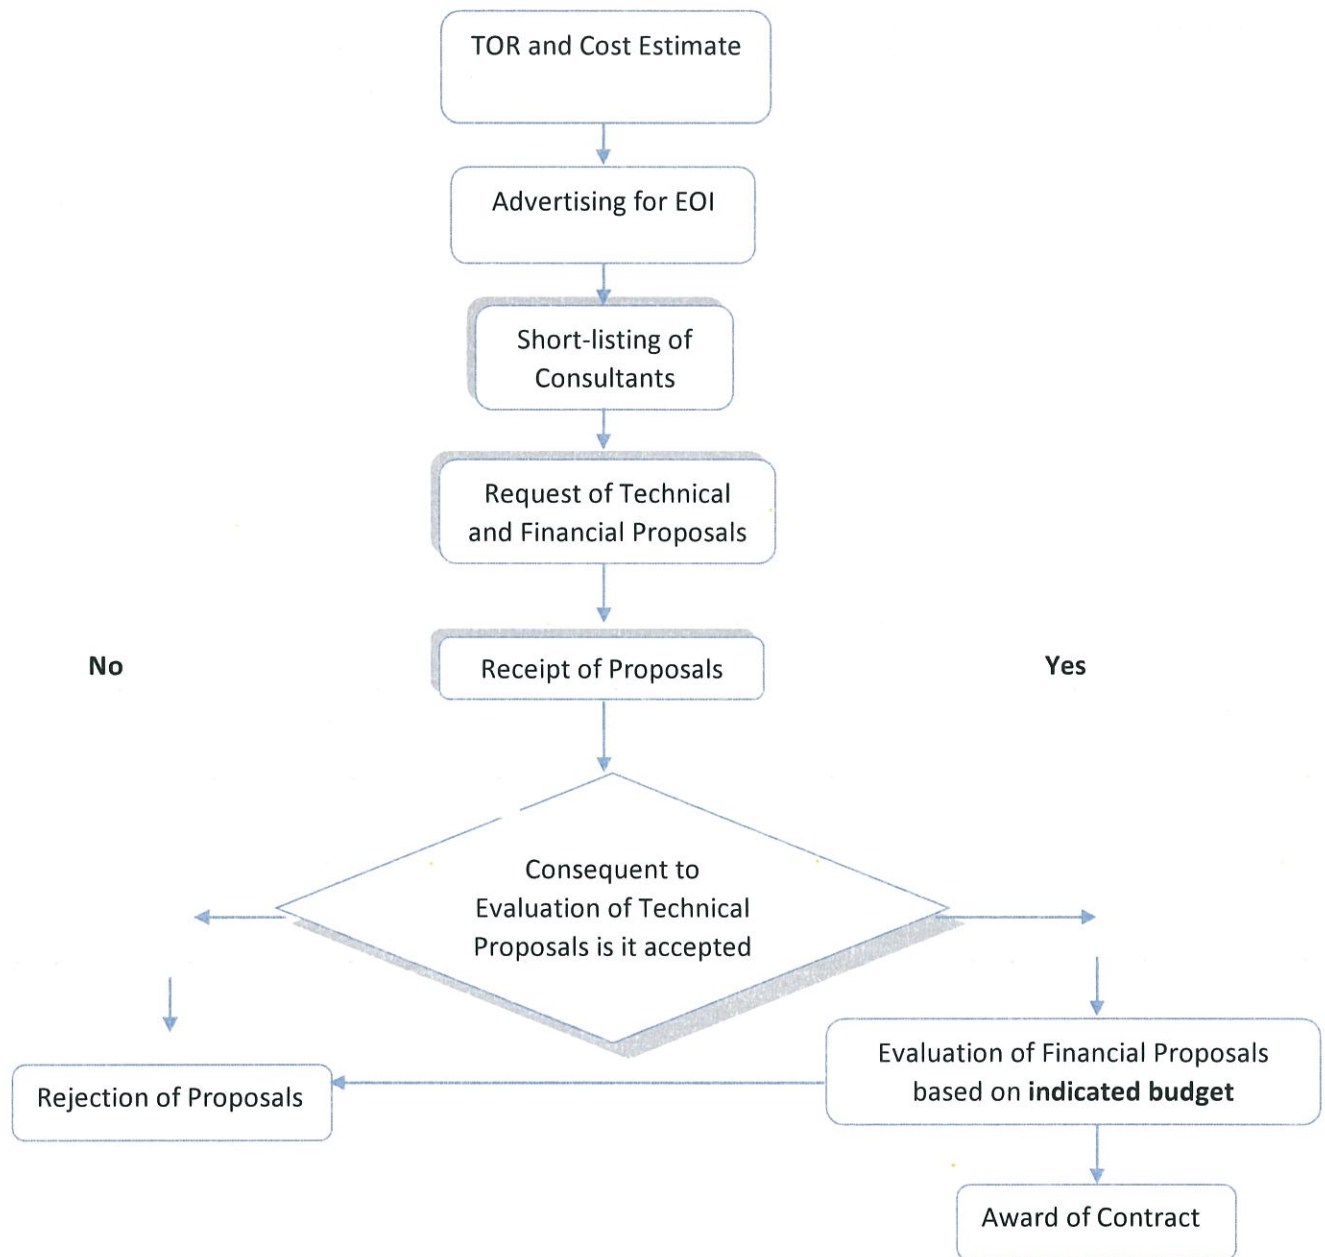 TOR and Cost Estimate
Advertising for EOI
Short-listing of
Consultants
Request of Technical
and Financial Proposals
Receipt of Proposals
No
Yes
Consequent to
Evaluation of Technical
Proposals is it accepted
Evaluation of Financial Proposals
based on indicated budget
Rejection of Proposals
Award of Contract